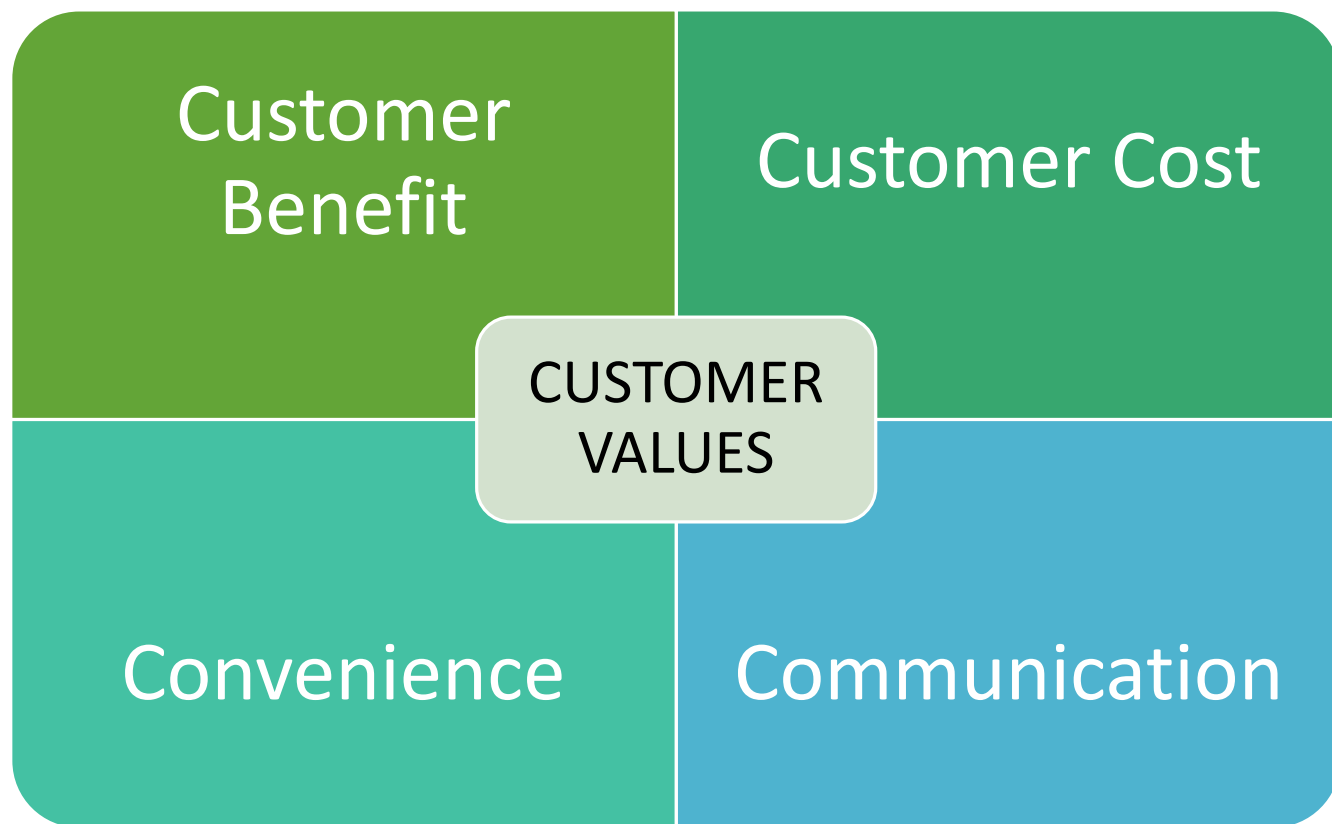 Customer
Benefit
Customer Cost
CUSTOMER
VALUES
Convenience
Communication